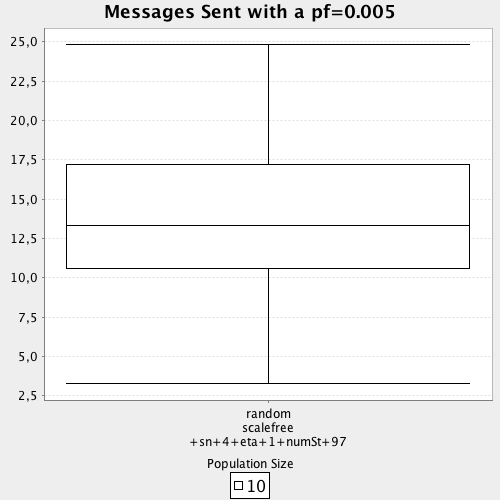 Messages Sent with a pf=0.005
25,0
22,5
20,0
17,5
15,0
12,5
10,0
7,5
5,0
2,5
random
scalefree
+sn+4+eta+1+numSt+97
Population Size
10